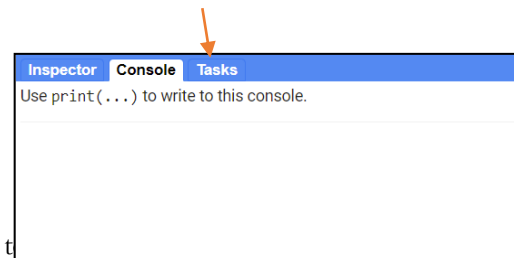 Inspector Console Tasks
Use print(...) to write to this console.